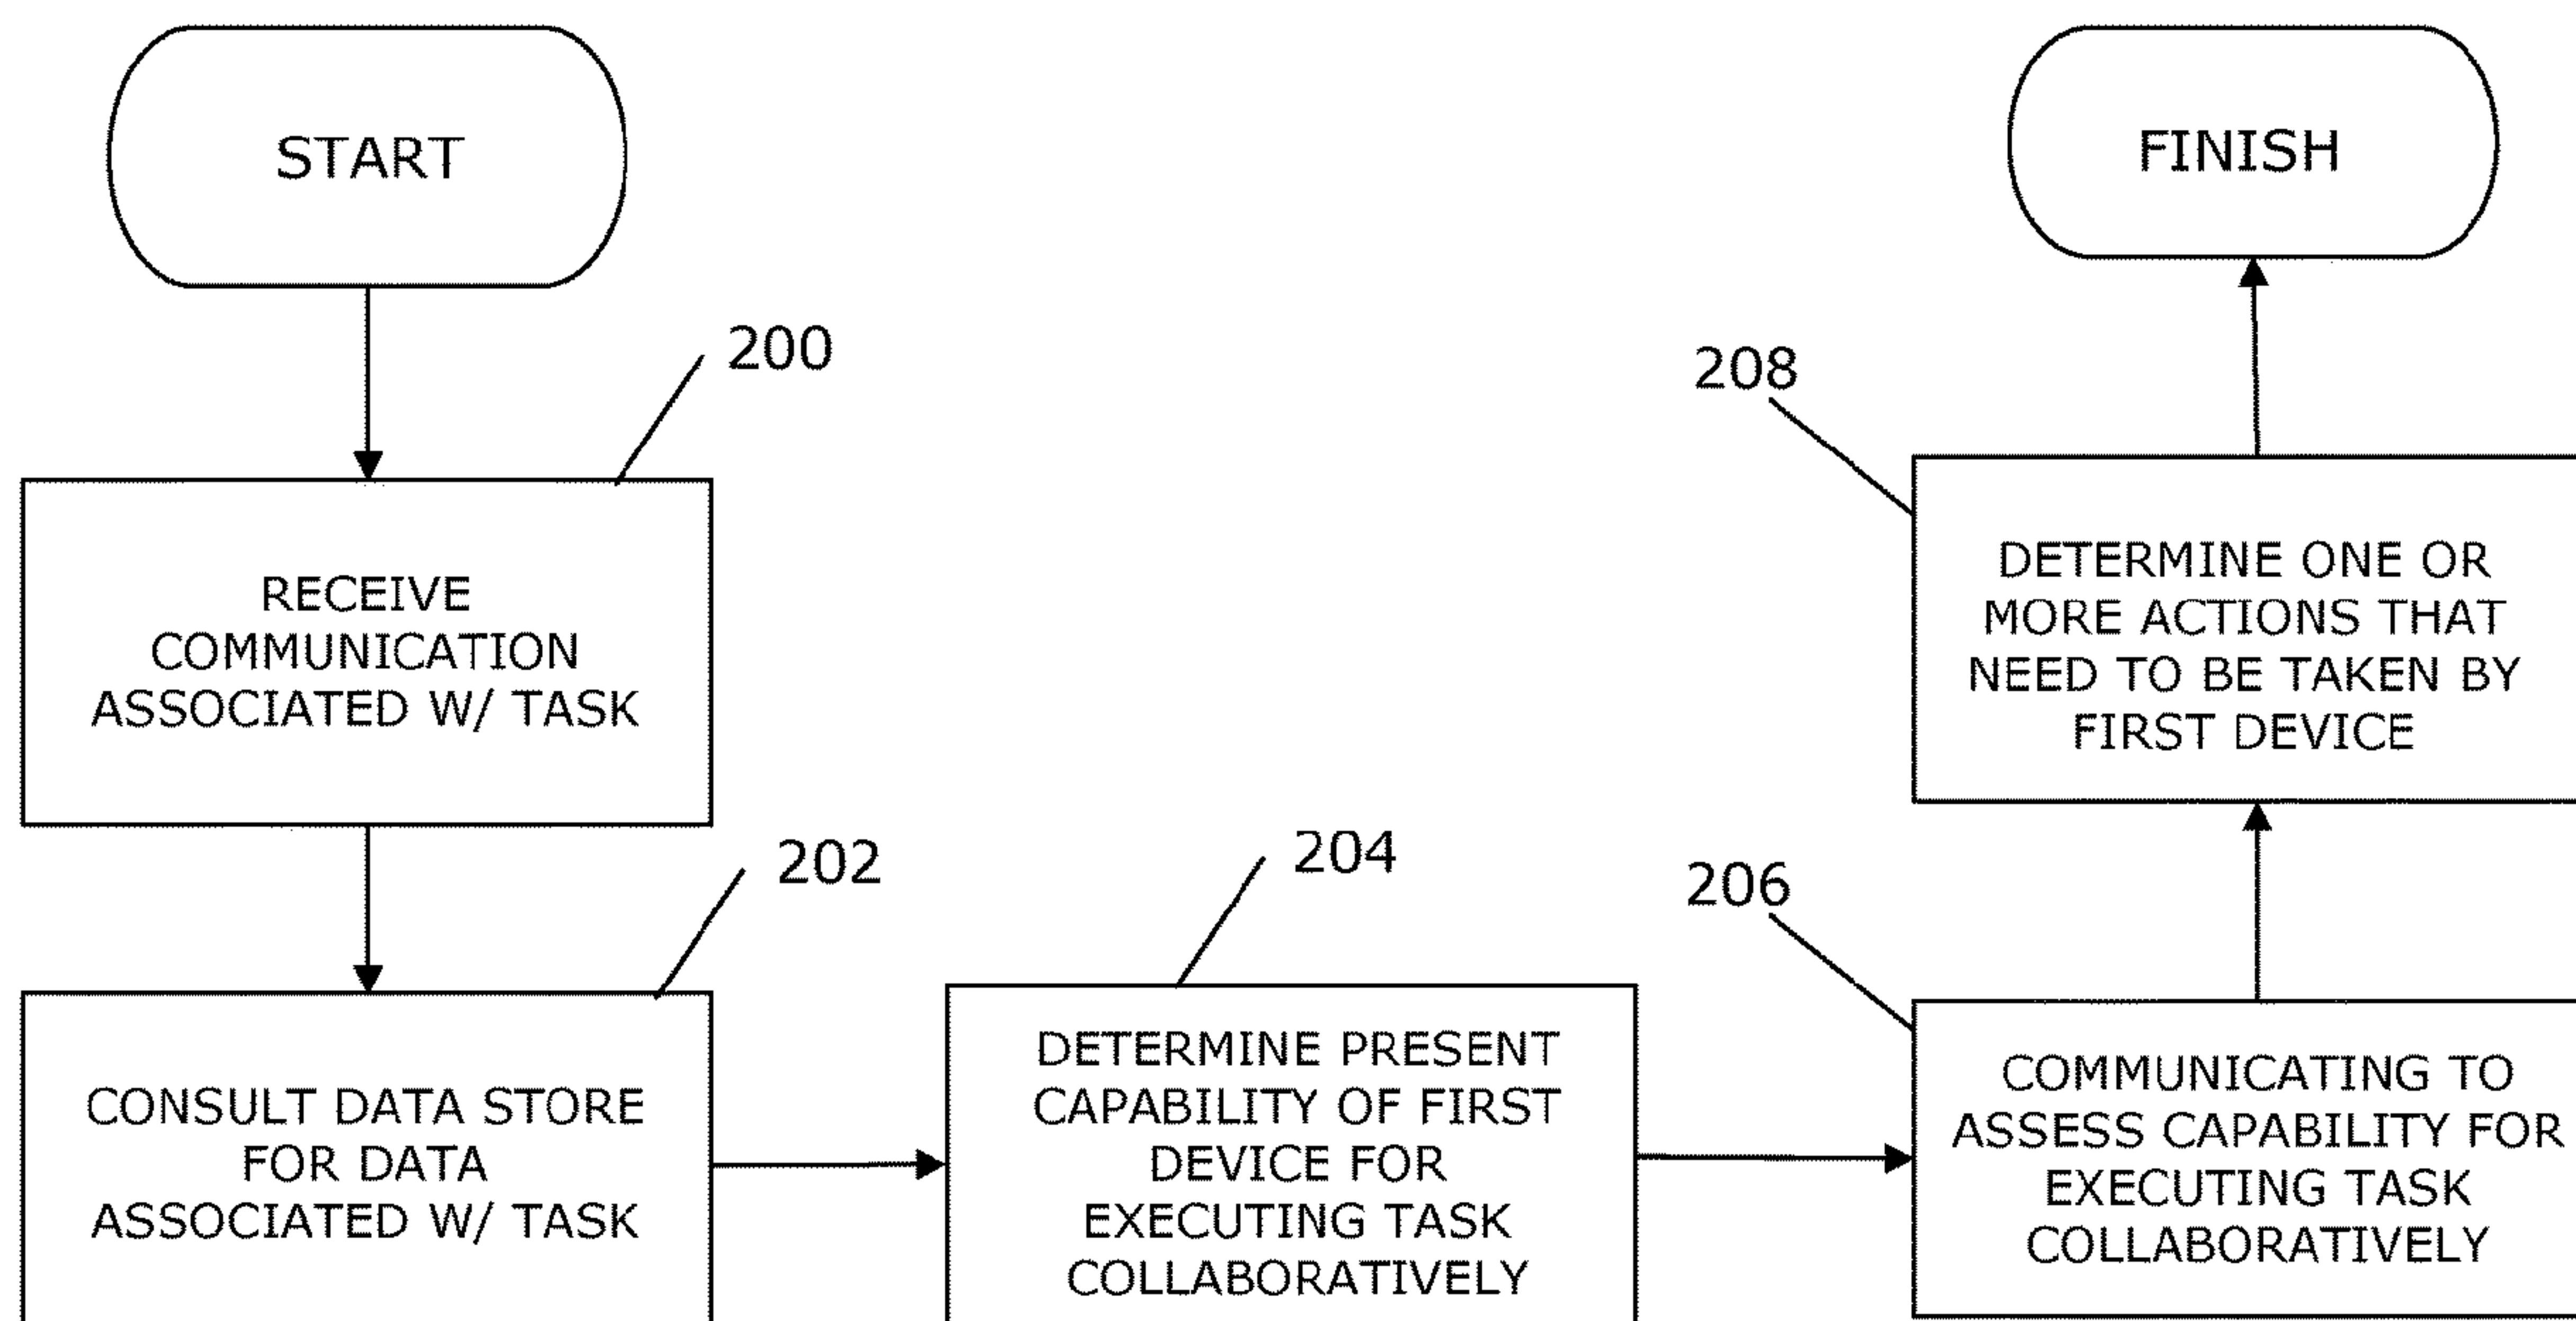 START
200
RECEIVE
COMMUNICATION
ASSOCIATED W/ TASK
202
CONSULT DATA STORE
FOR DATA
ASSOCIATED W/ TASK
204
DETERMINE PRESENT
CAPABILITY OF FIRST
DEVICE FOR
EXECUTING TASK
COLLABORATIVELY
206
COMMUNICATING TO
ASSESS CAPABILITY FOR
EXECUTING TASK
COLLABORATIVELY
208
DETERMINE ONE OR
MORE ACTIONS THAT
NEED TO BE TAKEN BY
FIRST DEVICE
FINISH